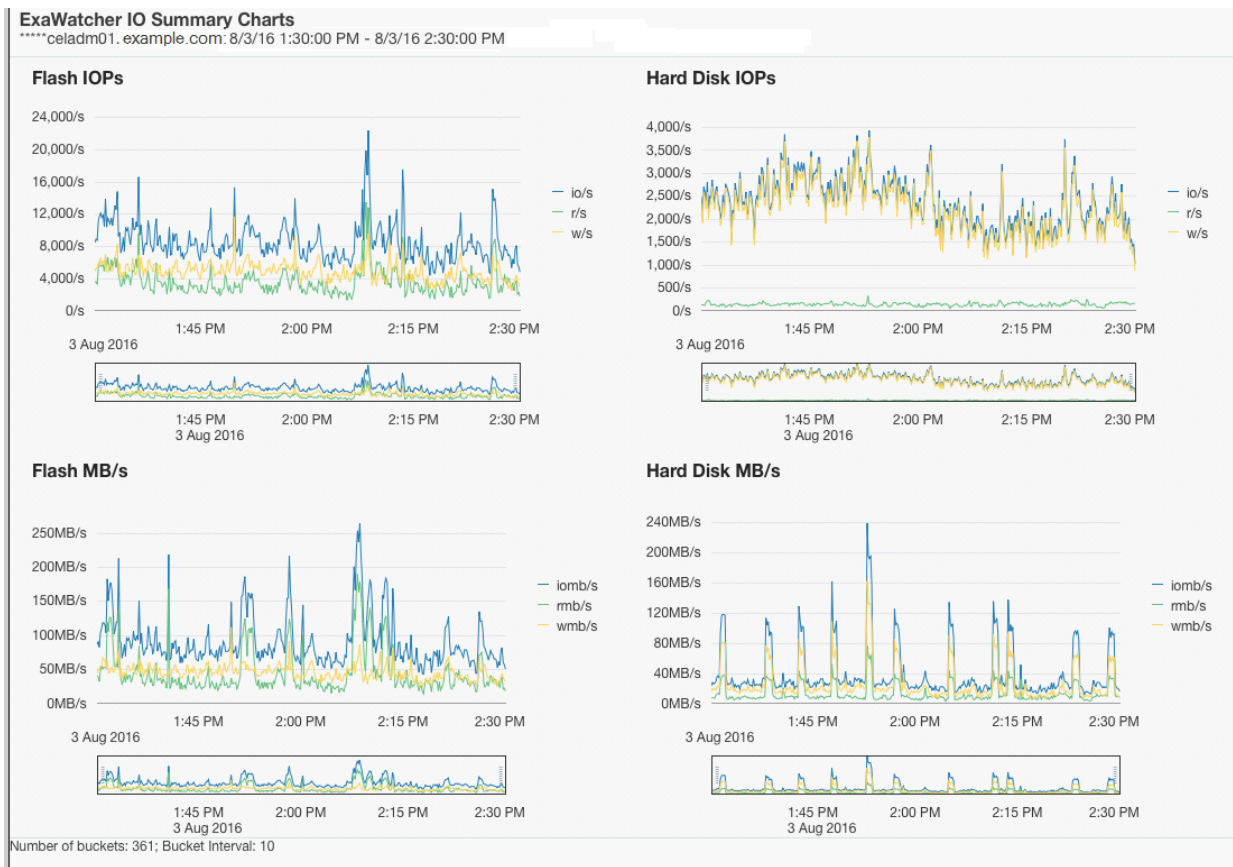 ExaWatcher IO Summary Charts
*****celadm01. example.com: 8/3/16 1:30:00 PM - 8/3/16 2:30:00 PM
Flash IOPs
24,000/s
20,000/s
16,000/s
12,000/s
8,000/s
4,000/s
0/s
io/s
r/s
w/s
1:45 PM 2:00 PM 2:15 PM 2:30 PM
3 Aug 2016
1:45 PM 2:00 PM 2:15 PM 2:30 PM
3 Aug 2016
Hard Disk IOPs
4,000/s
3,500/s
3,000/s
2,500/s
2,000/s
1,500/s
1,000/s
500/s
0/s
io/s
r/s
w/s
1:45 PM 2:00 PM 2:15 PM 2:30 PM
3 Aug 2016
1:45 PM 2:00 PM 2:15 PM 2:30 PM
3 Aug 2016
Flash MB/s
250MB/s
200MB/s
150MB/s
100MB/s
50MB/s
0MB/s
iomb/s
rmb/s
wmb/s
1:45 PM 2:00 PM 2:15 PM 2:30 PM
3 Aug 2016
1:45 PM 2:00 PM 2:15 PM 2:30 PM
3 Aug 2016
Hard Disk MB/s
240MB/s
200MB/s
160MB/s
120MB/s
80MB/s
40MB/s
0MB/s
iomb/s
rmb/s
wmb/s
1:45 PM 2:00 PM 2:15 PM 2:30 PM
3 Aug 2016
1:45 PM 2:00 PM 2:15 PM 2:30 PM
3 Aug 2016
Number of buckets: 361; Bucket Interval: 10